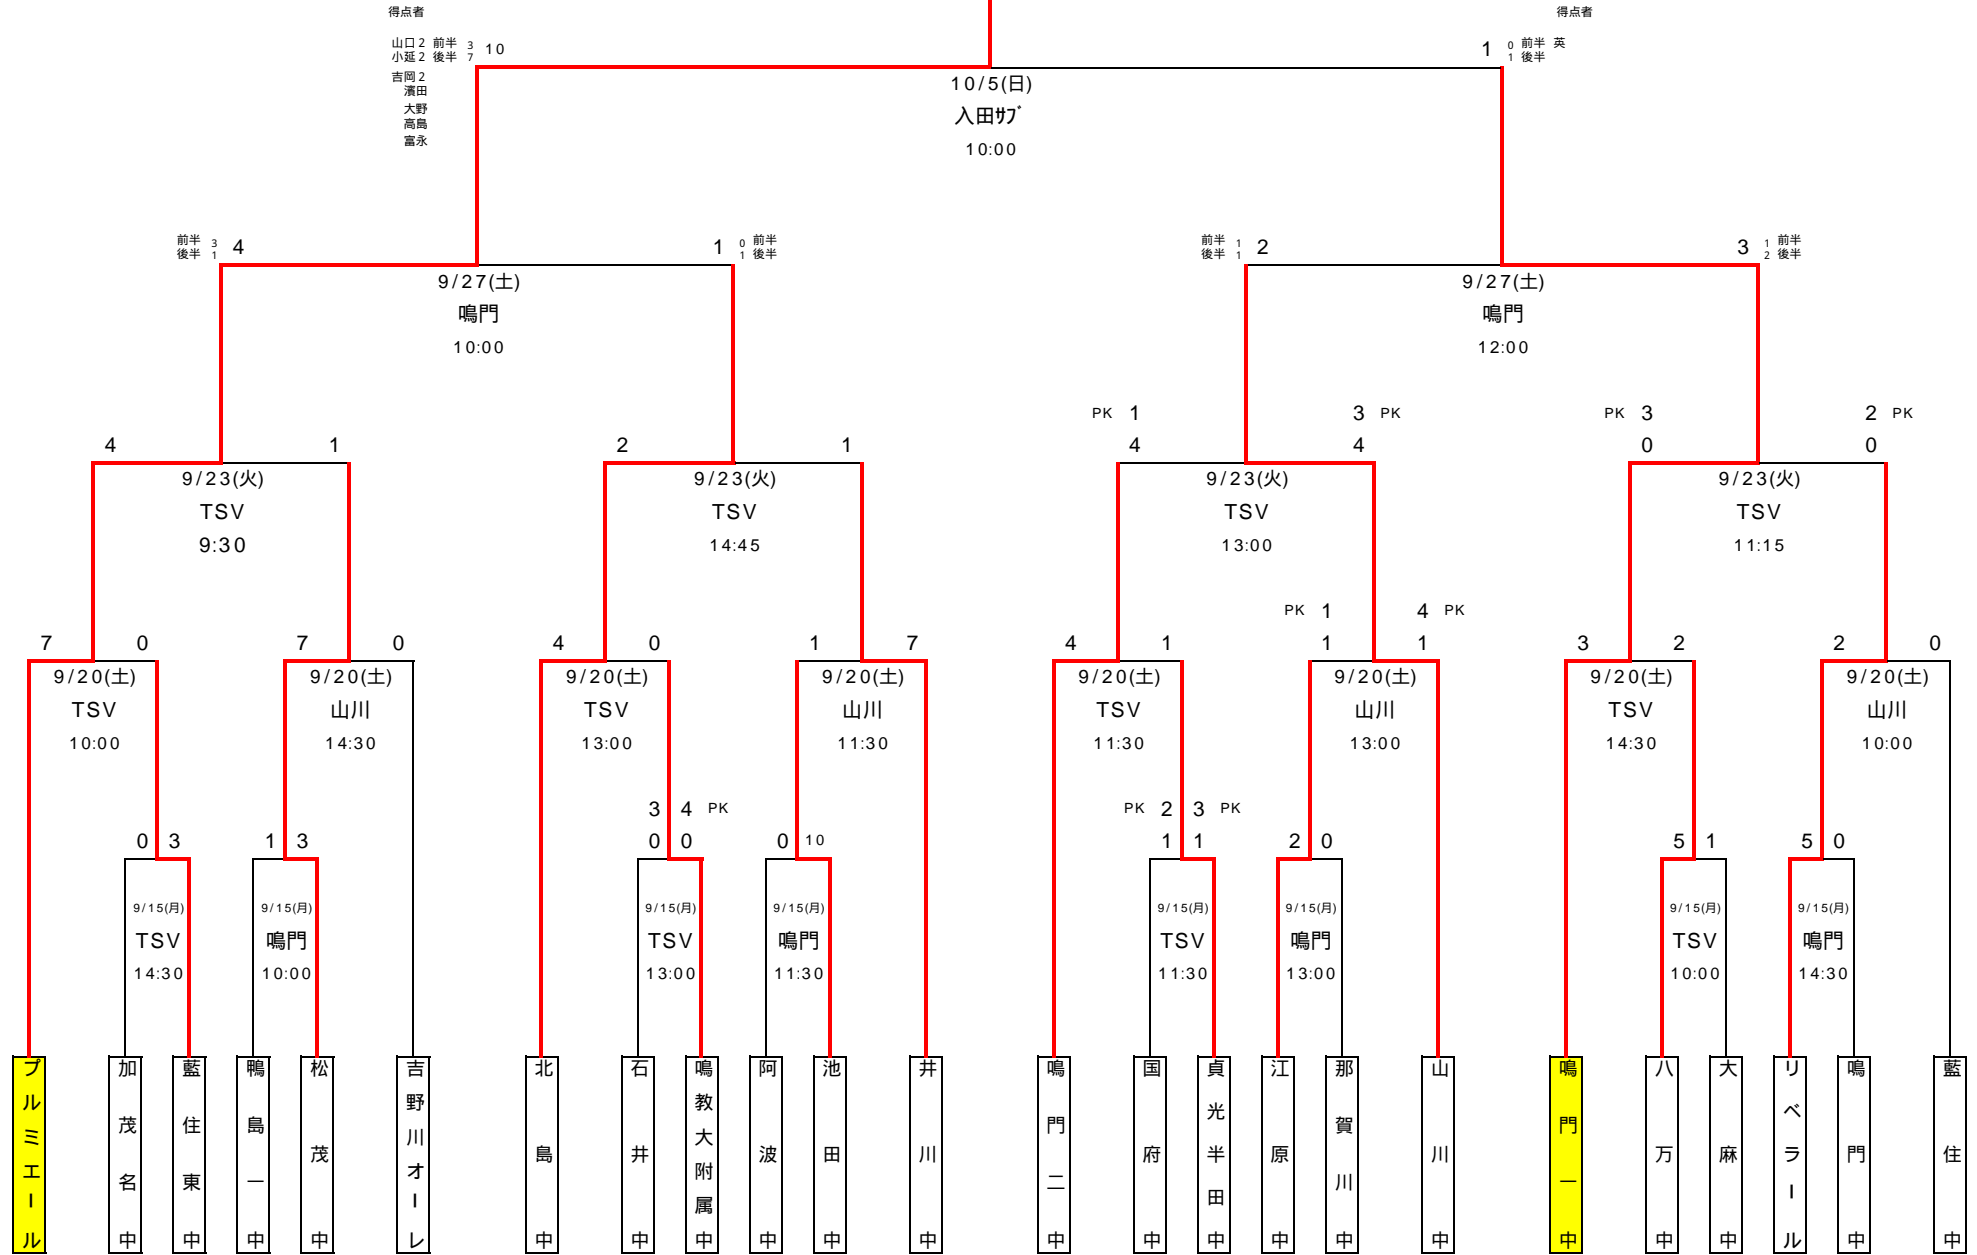 得点者 得点者
山口 2 前半 3 10 1 0 前半 英
小延 2 後半 7 1 後半
吉岡 2
濱田
大野
高島
富永
10/5(日)
入田ｻﾌﾞ
10:00
前半 3 4 1 0 前半 前半 1 2 3 1 前半
後半 1 1 後半 後半 1 2 後半
9/27(土) 9/27(土)
鳴門 鳴門
10:00 12:00
PK 1 3 PK PK 3 2 PK
4 1 2 1 4 4 0 0
9/23(火) 9/23(火) 9/23(火) 9/23(火)
TSV TSV TSV TSV
9:30 14:45 13:00 11:15
PK 1 4 PK
7 0 7 0 4 0 1 7 4 1 1 1 3 2 2 0
9/20(土) 9/20(土) 9/20(土) 9/20(土) 9/20(土) 9/20(土) 9/20(土) 9/20(土)
TSV 山川 TSV 山川 TSV 山川 TSV 山川
10:00 14:30 13:00 11:30 11:30 13:00 14:30 10:00
3 4 PK PK 2 3 PK
0 3 1 3 0 0 0 10 1 1 2 0 5 1 5 0
9/15(月) 9/15(月) 9/15(月) 9/15(月) 9/15(月) 9/15(月) 9/15(月) 9/15(月)
TSV 鳴門 TSV 鳴門 TSV 鳴門 TSV 鳴門
14:30 10:00 13:00 11:30 11:30 13:00 10:00 14:30
プルミエール
加茂名中
藍住東中
鴨島一中
松茂中
吉野川オーレ
北島中
石井中
鳴教大附属中
阿波中
池田中
井川中
鳴門二中
国府中
貞光半田中
江原中
那賀川中
山川中
鳴門一中
八万中
大麻中
リベラール
鳴門中
藍住中